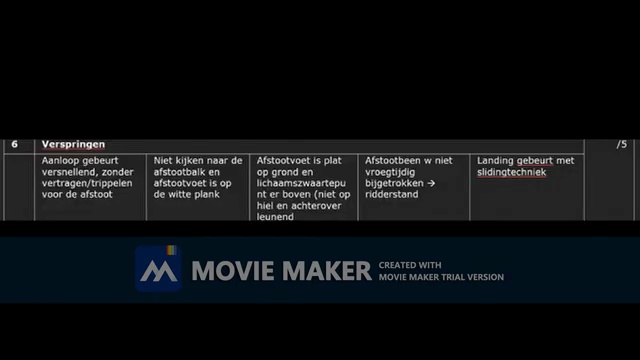 6 Verspringen /5
Aanloop gebeurt
versnellend, zonder
vertragen/trippelen
voor de afstoot
Niet kijken naar de
afstootbalk en
afstootvoet is op
de witte plank
Afstootvoet is plat
op grond en
lichaamszwaartepu
nt er boven (niet op
hiel en achterover
leunend
Afstootbeen w niet
vroegtijdig
bijgetrokken →
ridderstand
Landing gebeurt met
slidingtechniek
MOVIE MAKER
CREATED WITH
MOVIE MAKER TRIAL VERSION